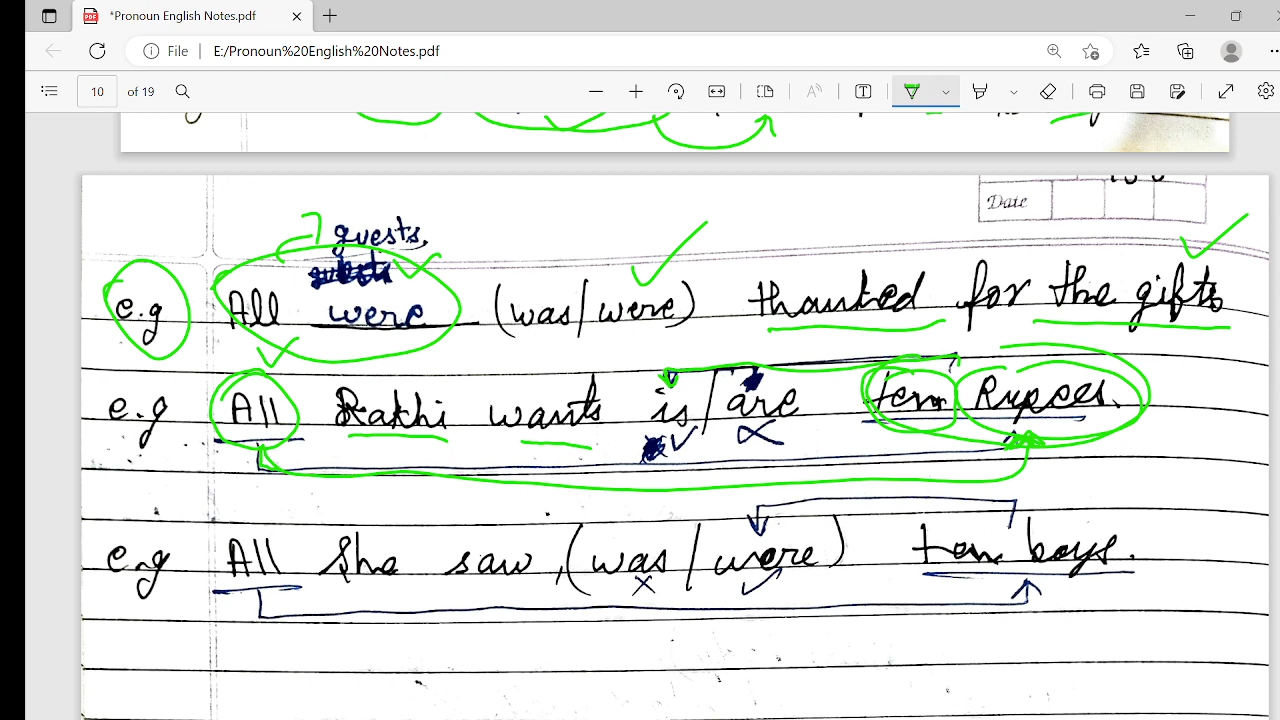 *Pronoun English Notes.pdf
File | E:/Pronoun%20English%20Notes.pdf
10 of 19
Date
guests,
e.g All were (was/were) thanked for the gifts
e.g All Rakhi wants is/are ten Rupees.
e.g All She saw, (was/were) ten boys.